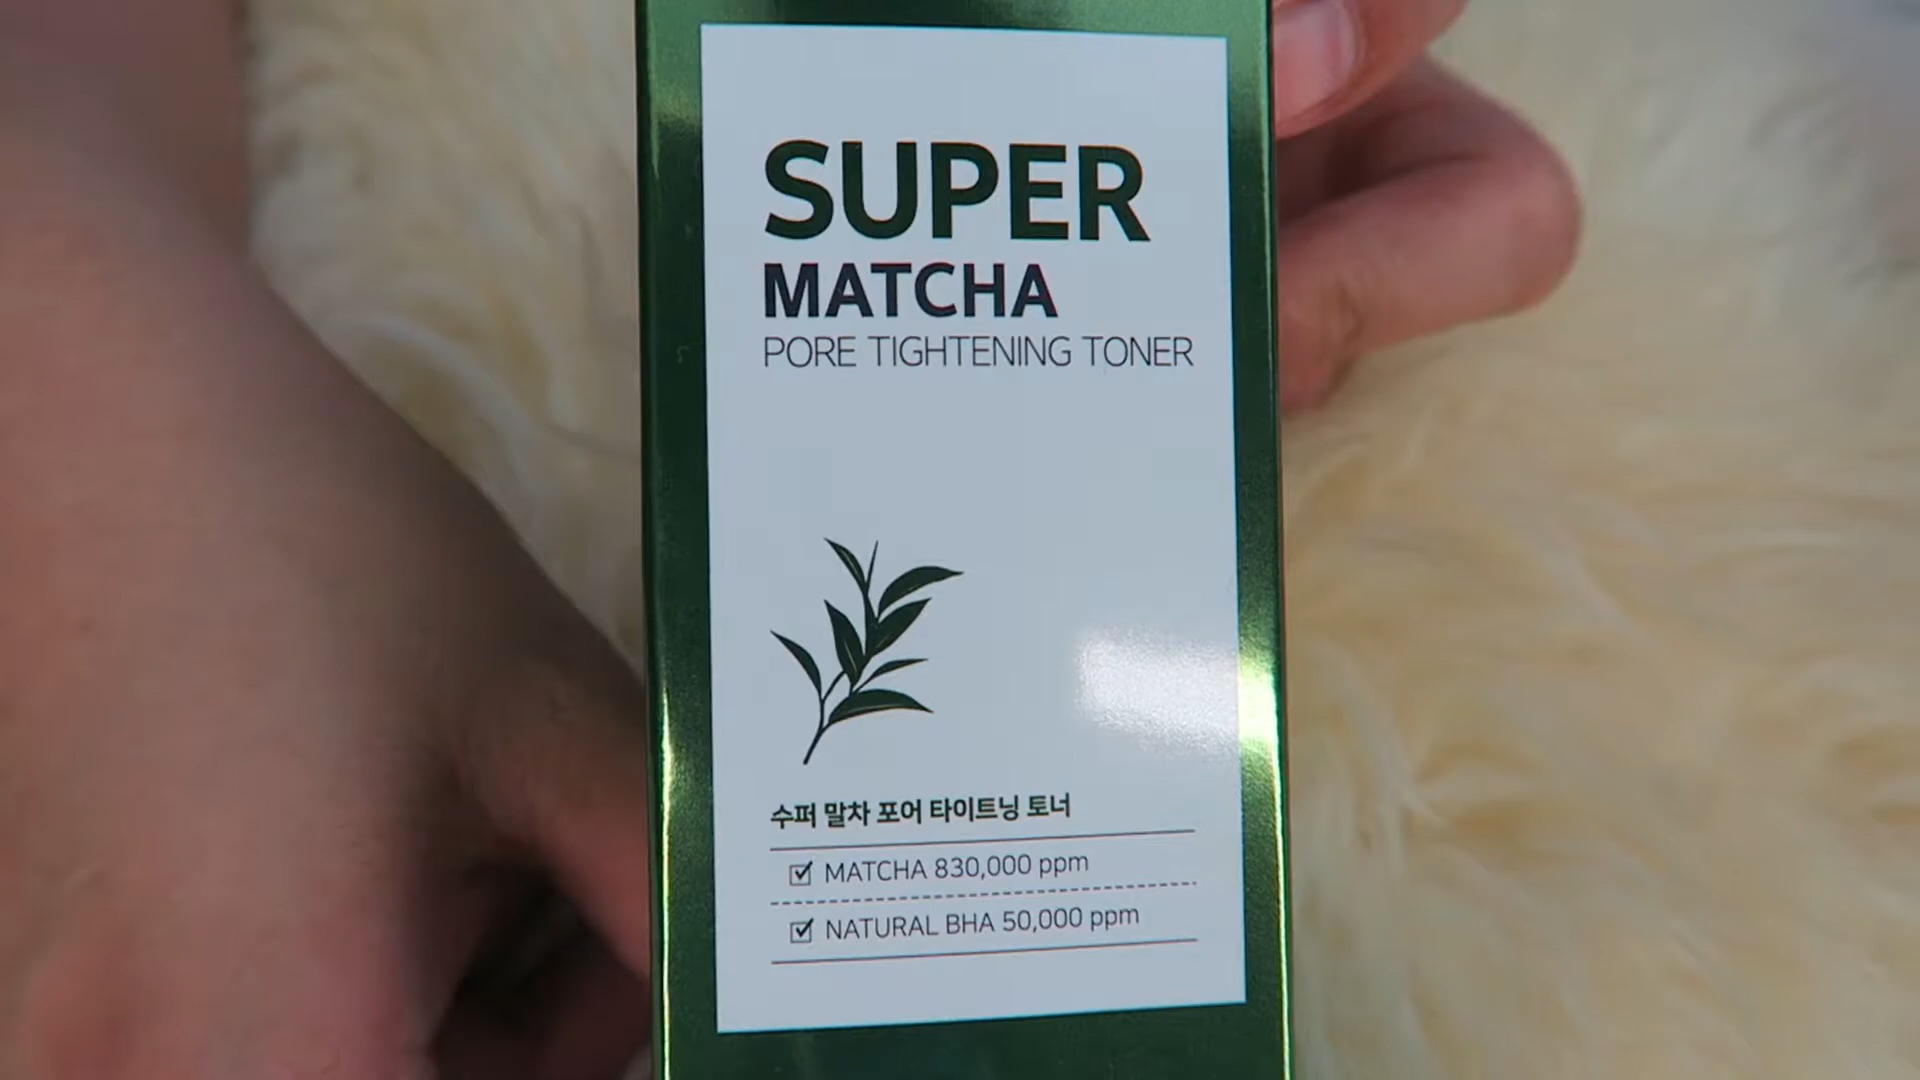 SUPER
MATCHA
PORE TIGHTENING TONER
수퍼 말차 포어 타이트닝 토너
MATCHA 830,000 ppm
NATURAL BHA 50,000 ppm